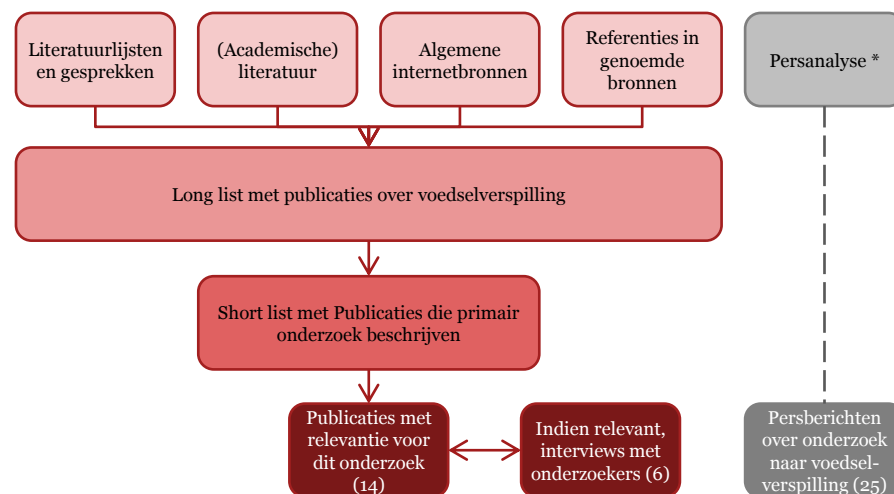 Literatuurlijsten
en gesprekken
(Academische)
literatuur
Algemene
internetbronnen
Referenties in
genoemde
bronnen
Persanalyse *
Long list met publicaties over voedselverspilling
Short list met Publicaties die primair
onderzoek beschrijven
Publicaties met
relevantie voor
dit onderzoek
(14)
Indien relevant,
interviews met
onderzoekers (6)
Persberichten
over onderzoek
naar voedsel-
verspilling (25)